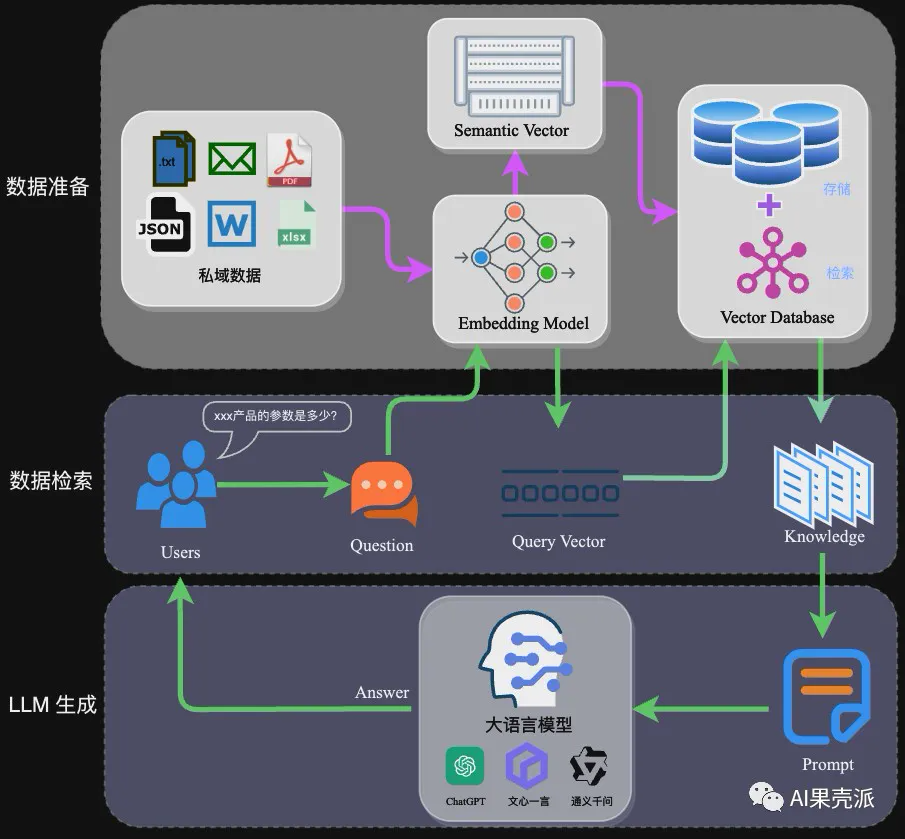 数据准备
.txt
PDF
JSON
W
xlsx
私域数据
Semantic Vector
Embedding Model
存储
检索
Vector Database
数据检索
xxx产品的参数是多少?
Users
Question
Query Vector
Knowledge
LLM 生成
Answer
大语言模型
ChatGPT
文心一言
通义千问
Prompt
AI果壳派